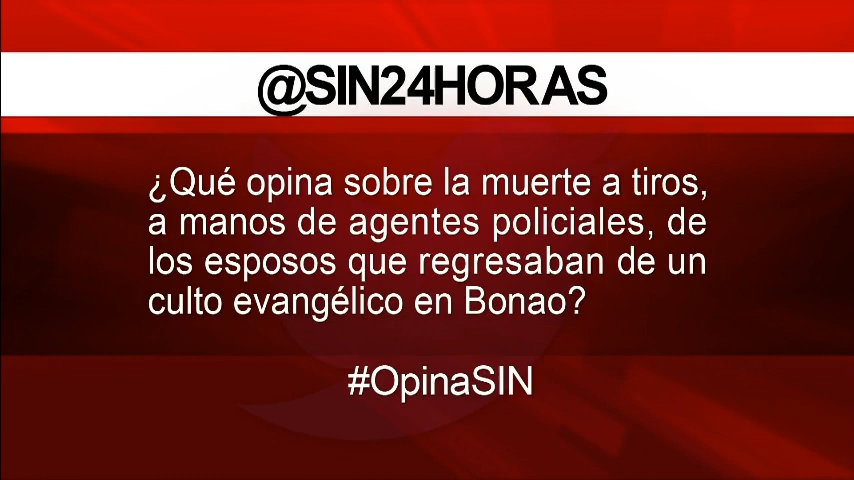 @SIN24HORAS
¿Qué opina sobre la muerte a tiros,
a manos de agentes policiales, de
los esposos que regresaban de un
culto evangélico en Bonao?
#OpinaSIN